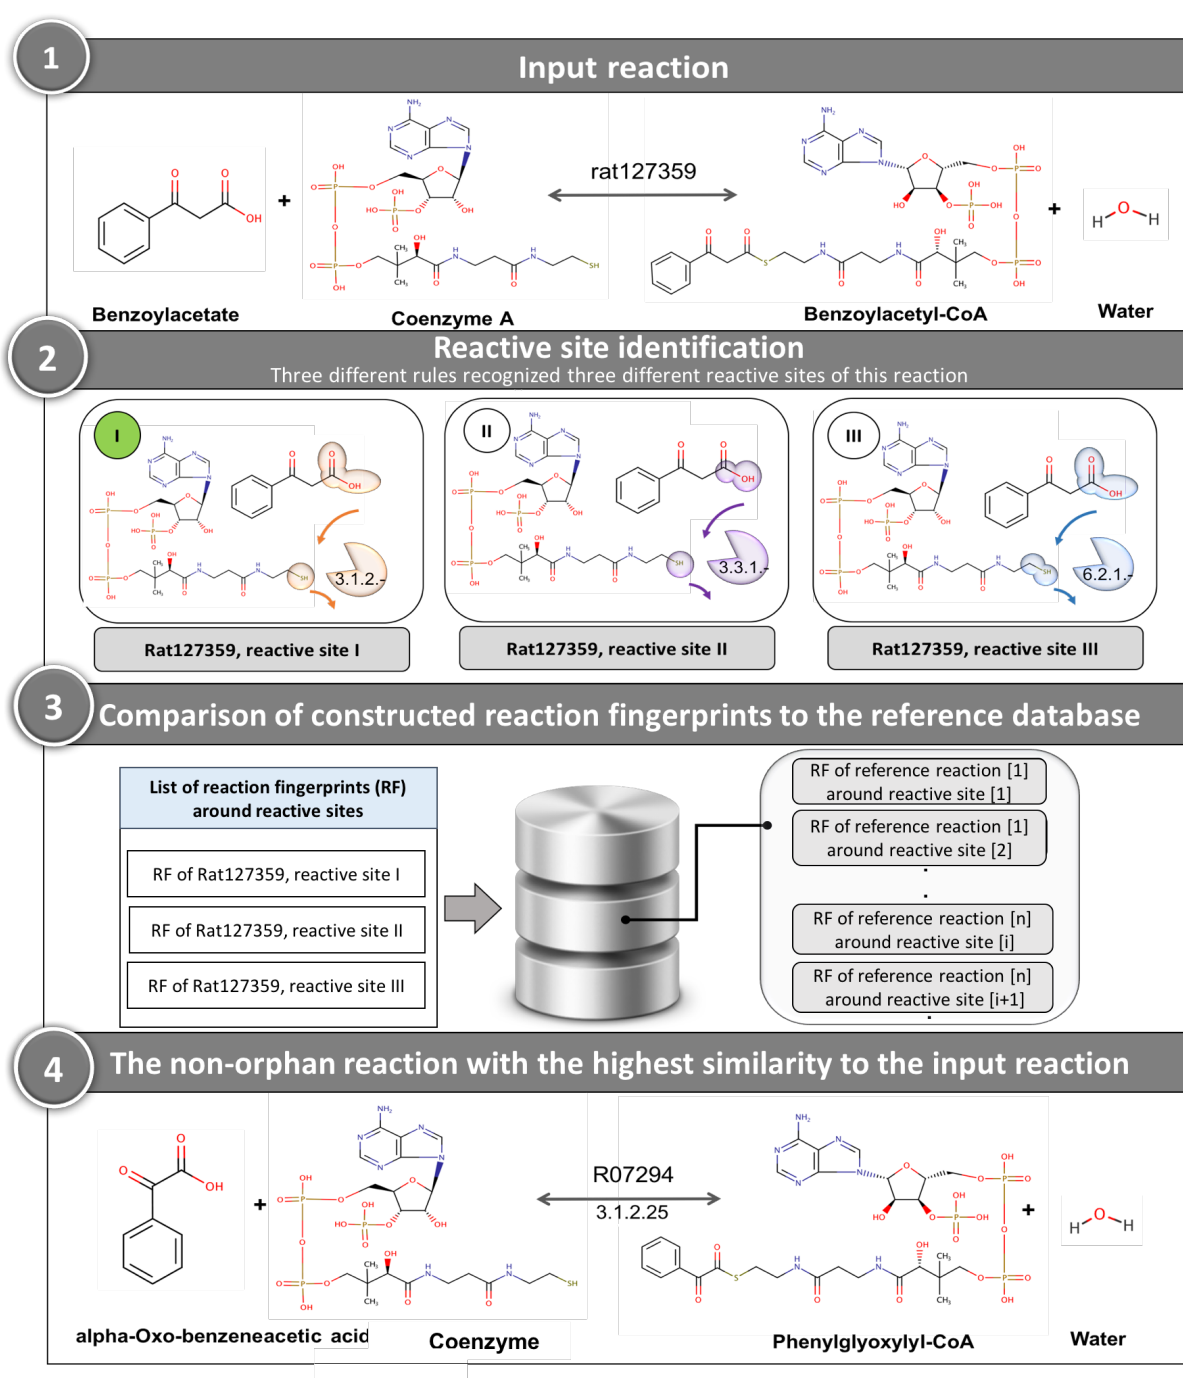 1
Input reaction
rat127359
+
+
Benzoylacetate
Coenzyme A
Benzoylacetyl-CoA
Water
2
Reactive site identification
Three different rules recognized three different reactive sites of this reaction
I
II
III
3.1.2.-
3.3.1.-
6.2.1.-
Rat127359, reactive site I
Rat127359, reactive site II
Rat127359, reactive site III
3
Comparison of constructed reaction fingerprints to the reference database
List of reaction fingerprints (RF)
around reactive sites
RF of Rat127359, reactive site I
RF of Rat127359, reactive site II
RF of Rat127359, reactive site III
RF of reference reaction [1]
around reactive site [1]
RF of reference reaction [1]
around reactive site [2]
.
.
RF of reference reaction [n]
around reactive site [i]
RF of reference reaction [n]
around reactive site [i+1]
.
4
The non-orphan reaction with the highest similarity to the input reaction
R07294
3.1.2.25
+
+
alpha-Oxo-benzeneacetic acid
Coenzyme
Phenylglyoxylyl-CoA
Water